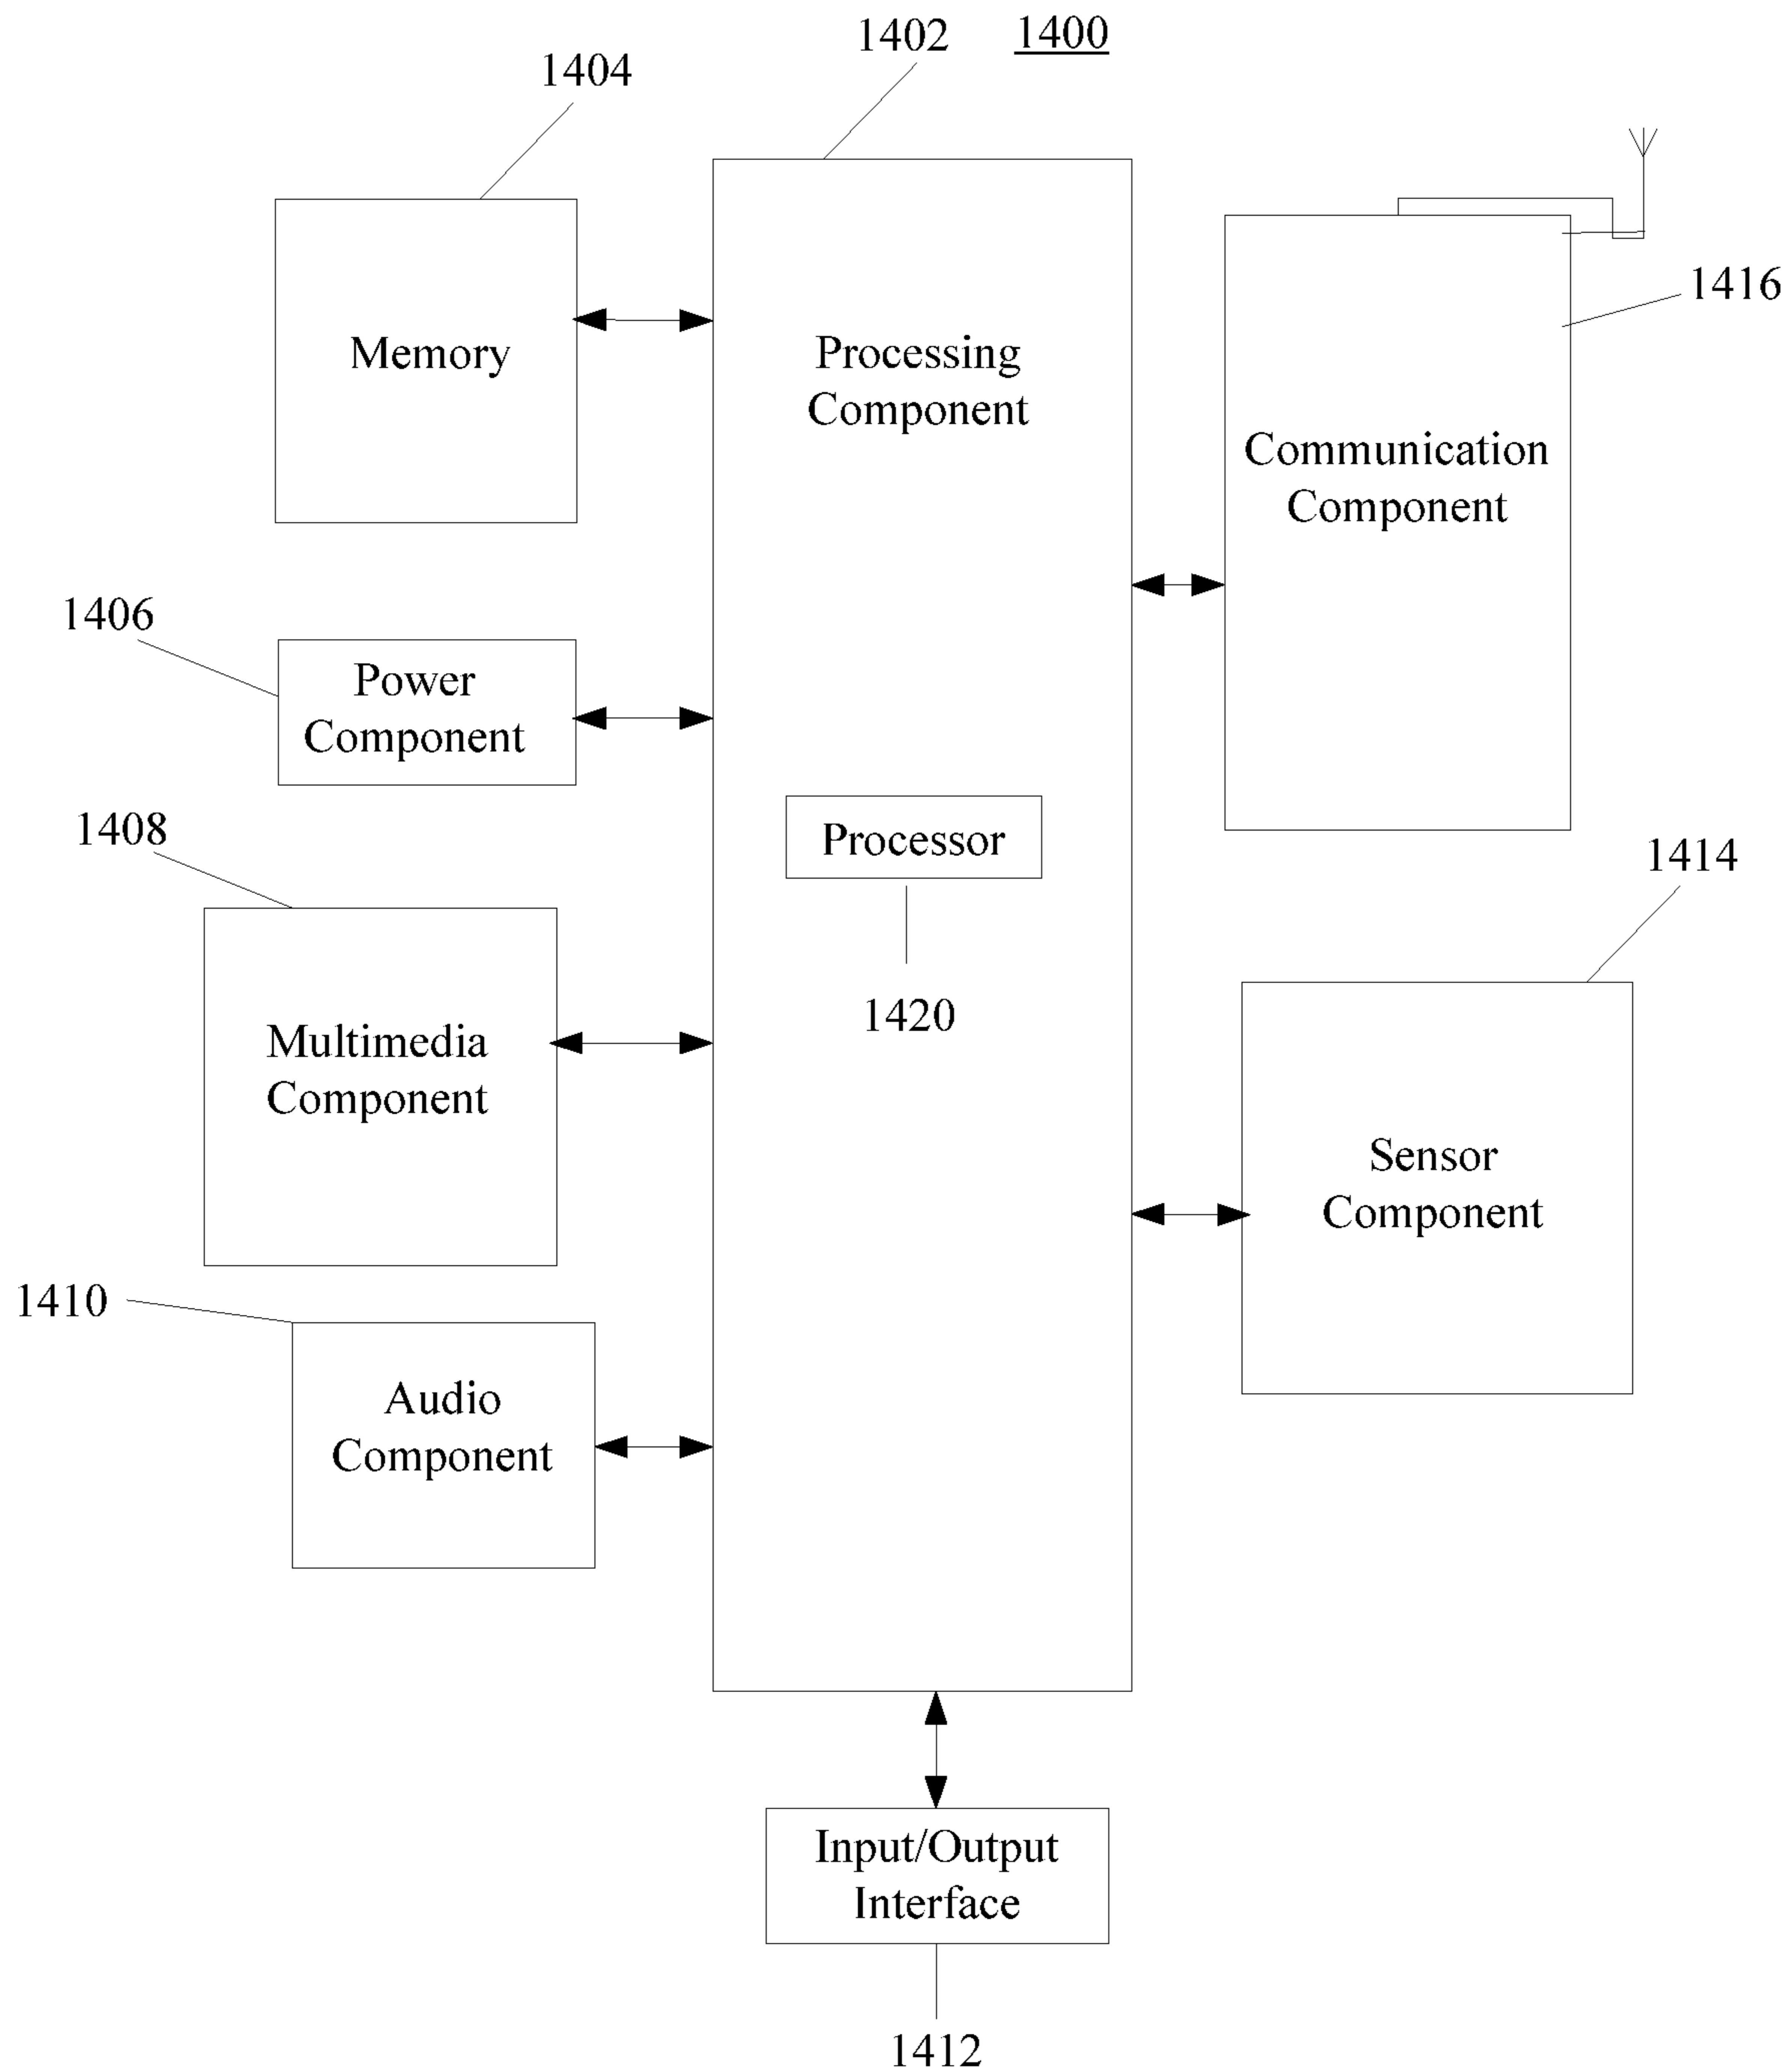 1402
1400
1404
1416
Memory
Processing
Component
Communication
Component
1406
Power
Component
1408
Processor
1414
1420
Multimedia
Component
Sensor
Component
1410
Audio
Component
Input/Output
Interface
1412